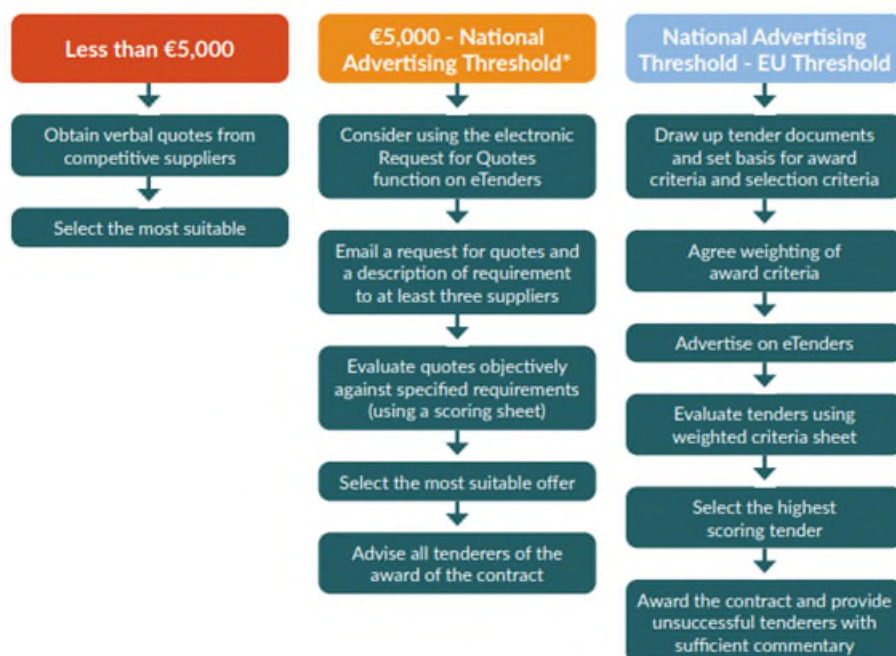 Less than €5,000
Obtain verbal quotes from
competitive suppliers
Select the most suitable
€5,000 - National
Advertising Threshold*
Consider using the electronic
Request for Quotes
function on eTenders
Email a request for quotes and
a description of requirement
to at least three suppliers
Evaluate quotes objectively
against specified requirements
(using a scoring sheet)
Select the most suitable offer
Advise all tenderers of the
award of the contract
National Advertising
Threshold - EU Threshold
Draw up tender documents
and set basis for award
criteria and selection criteria
Agree weighting of
award criteria
Advertise on eTenders
Evaluate tenders using
weighted criteria sheet
Select the highest
scoring tender
Award the contract and provide
unsuccessful tenderers with
sufficient commentary